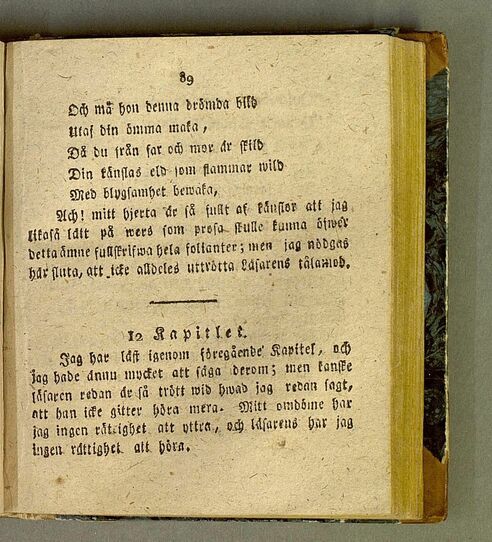 89
Och må hon denna drömda bild
Utaf din ömma maka,
Då du från far och mor är skild
Din känslas eld som flammar wild
Med blygsamhet bewaka,
Ach! mitt hjerta är så fullt af känslor att jag
likaså lätt på wers som prosa skulle kunna öfwer
detta ämne fullskrifwa hela folianter; men jag nödgas
här sluta, att icke alldeles uttrötta Läsarens tålamod.
12 Kapitlet.
Jag har läst igenom föregående Kapitel, och
jag hade ännu mycket att säga derom; men kanske
läsaren redan är så trött wid hwad jag redan sagt,
att han icke gitter höra mera. Mitt omdöme har
jag ingen rättighet att yttra, och läsarens har jag
ingen rättighet att höra.